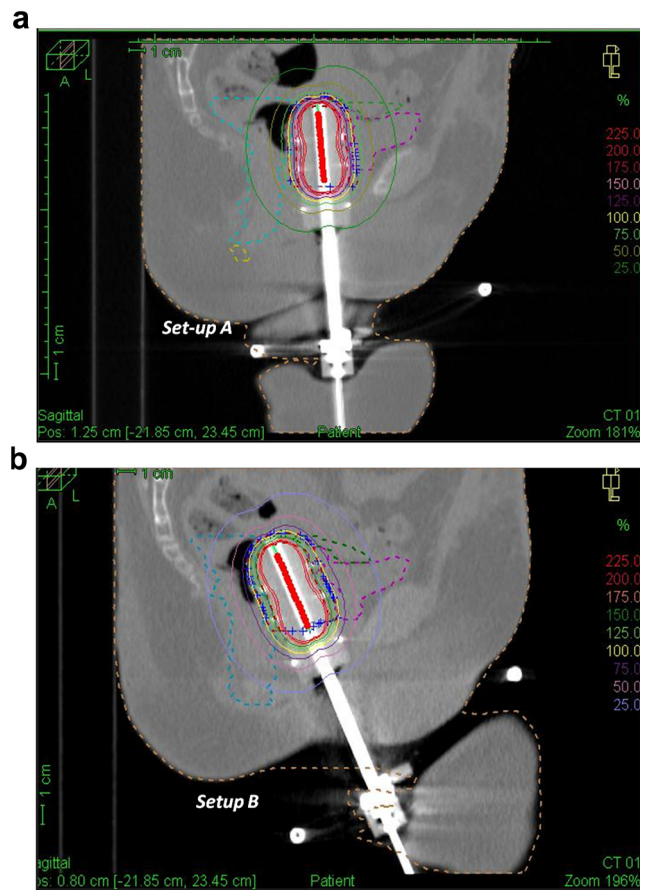 a
1 cm
A
L
%
225.0
200.0
175.0
150.0
125.0
100.0
75.0
50.0
25.0
Set-up A
1 cm
Sagittal
CT 01
Pos: 1.25 cm [-21.85 cm, 23.45 cm]
Patient
Zoom 181%
b
1 cm
A
L
%
225.0
200.0
175.0
150.0
125.0
100.0
75.0
50.0
25.0
1 cm
Setup B
agittal
CT 01
os: 0.80 cm [-21.85 cm, 23.45 cm]
Patient
Zoom 196%